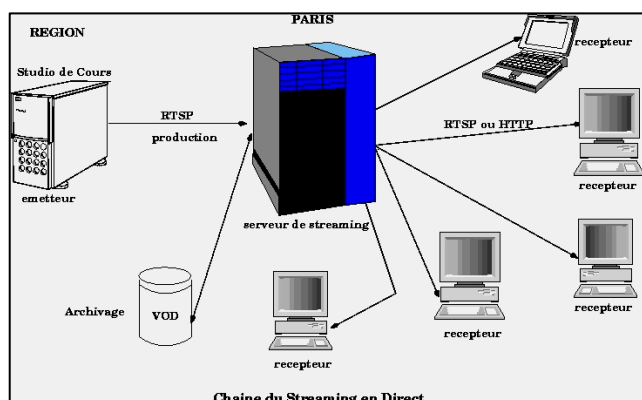 PARIS
REGION
recepteur
Studio de Cours
RTSP
production
RTSP ou HTTP
recepteur
emetteur
serveur de streaming
Archivage
VOD
recepteur
recepteur
recepteur
Chaine du Streaming en Direct